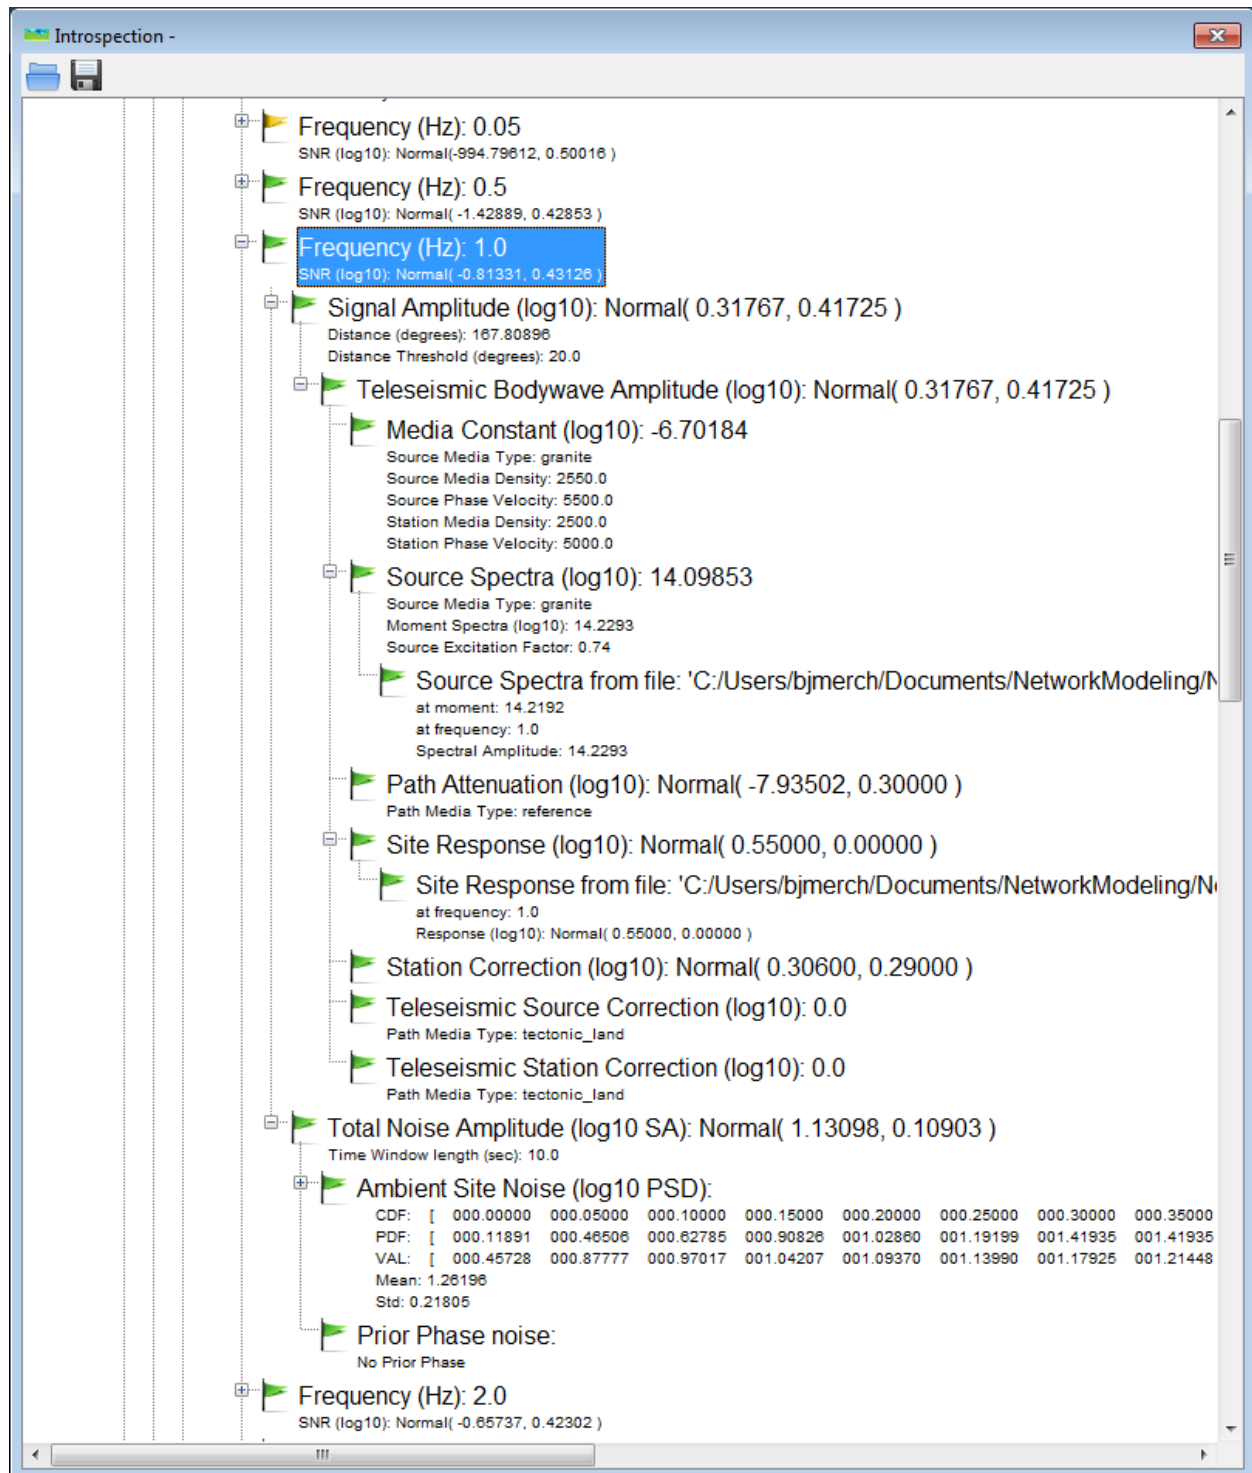 Introspection -
Frequency (Hz): 0.05
SNR (log10): Normal(-994.79612, 0.50016 )
Frequency (Hz): 0.5
SNR (log10): Normal( -1.42889, 0.42853 )
Frequency (Hz): 1.0
SNR (log10): Normal( -0.81331, 0.43126 )
Signal Amplitude (log10): Normal( 0.31767, 0.41725 )
Distance (degrees): 167.80896
Distance Threshold (degrees): 20.0
Teleseismic Bodywave Amplitude (log10): Normal( 0.31767, 0.41725 )
Media Constant (log10): -6.70184
Source Media Type: granite
Source Media Density: 2550.0
Source Phase Velocity: 5500.0
Station Media Density: 2500.0
Station Phase Velocity: 5000.0
Source Spectra (log10): 14.09853
Source Media Type: granite
Moment Spectra (log10): 14.2293
Source Excitation Factor: 0.74
Source Spectra from file: 'C:/Users/bjmerch/Documents/NetworkModeling/N
at moment: 14.2192
at frequency: 1.0
Spectral Amplitude: 14.2293
Path Attenuation (log10): Normal( -7.93502, 0.30000 )
Path Media Type: reference
Site Response (log10): Normal( 0.55000, 0.00000 )
Site Response from file: 'C:/Users/bjmerch/Documents/NetworkModeling/N
at frequency: 1.0
Response (log10): Normal( 0.55000, 0.00000 )
Station Correction (log10): Normal( 0.30600, 0.29000 )
Teleseismic Source Correction (log10): 0.0
Path Media Type: tectonic_land
Teleseismic Station Correction (log10): 0.0
Path Media Type: tectonic_land
Total Noise Amplitude (log10 SA): Normal( 1.13098, 0.10903 )
Time Window length (sec): 10.0
Ambient Site Noise (log10 PSD):
CDF: [ 000.00000 000.05000 000.10000 000.15000 000.20000 000.25000 000.30000 000.35000
PDF: [ 000.11891 000.46506 000.62785 000.90826 001.02860 001.19199 001.41935 001.41935
VAL: [ 000.45728 000.87777 000.97017 001.04207 001.09370 001.13990 001.17925 001.21448
Mean: 1.26196
Std: 0.21805
Prior Phase noise:
No Prior Phase
Frequency (Hz): 2.0
SNR (log10): Normal( -0.65737, 0.42302 )